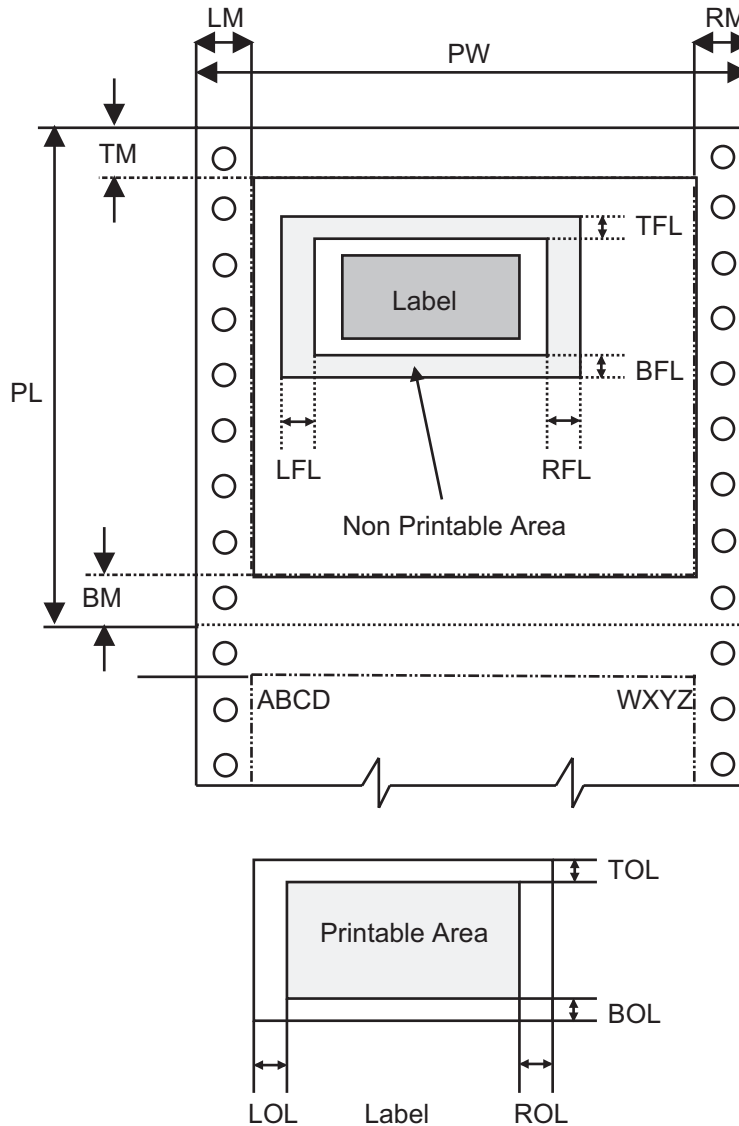 LM
RM
PW
TM
TFL
Label
BFL
PL
LFL
RFL
Non Printable Area
BM
ABCD
WXYZ
TOL
Printable Area
BOL
LOL
Label
ROL